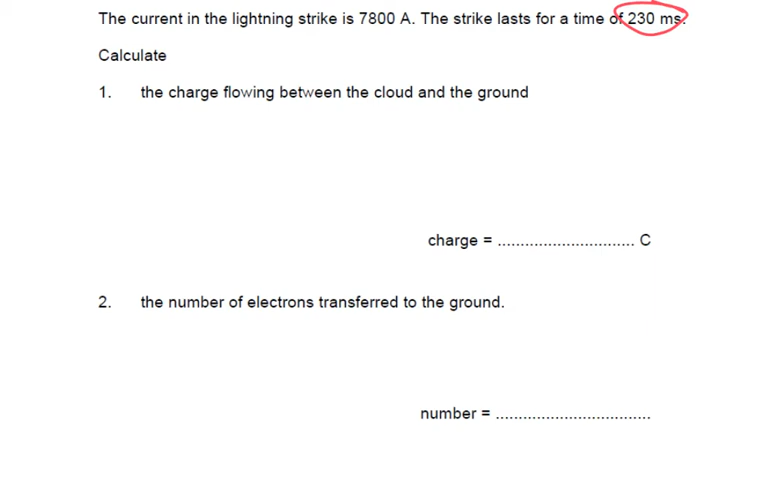 The current in the lightning strike is 7800 A. The strike lasts for a time of 230 ms.
Calculate
1. the charge flowing between the cloud and the ground
charge = .............................. C
2. the number of electrons transferred to the ground.
number = ..................................